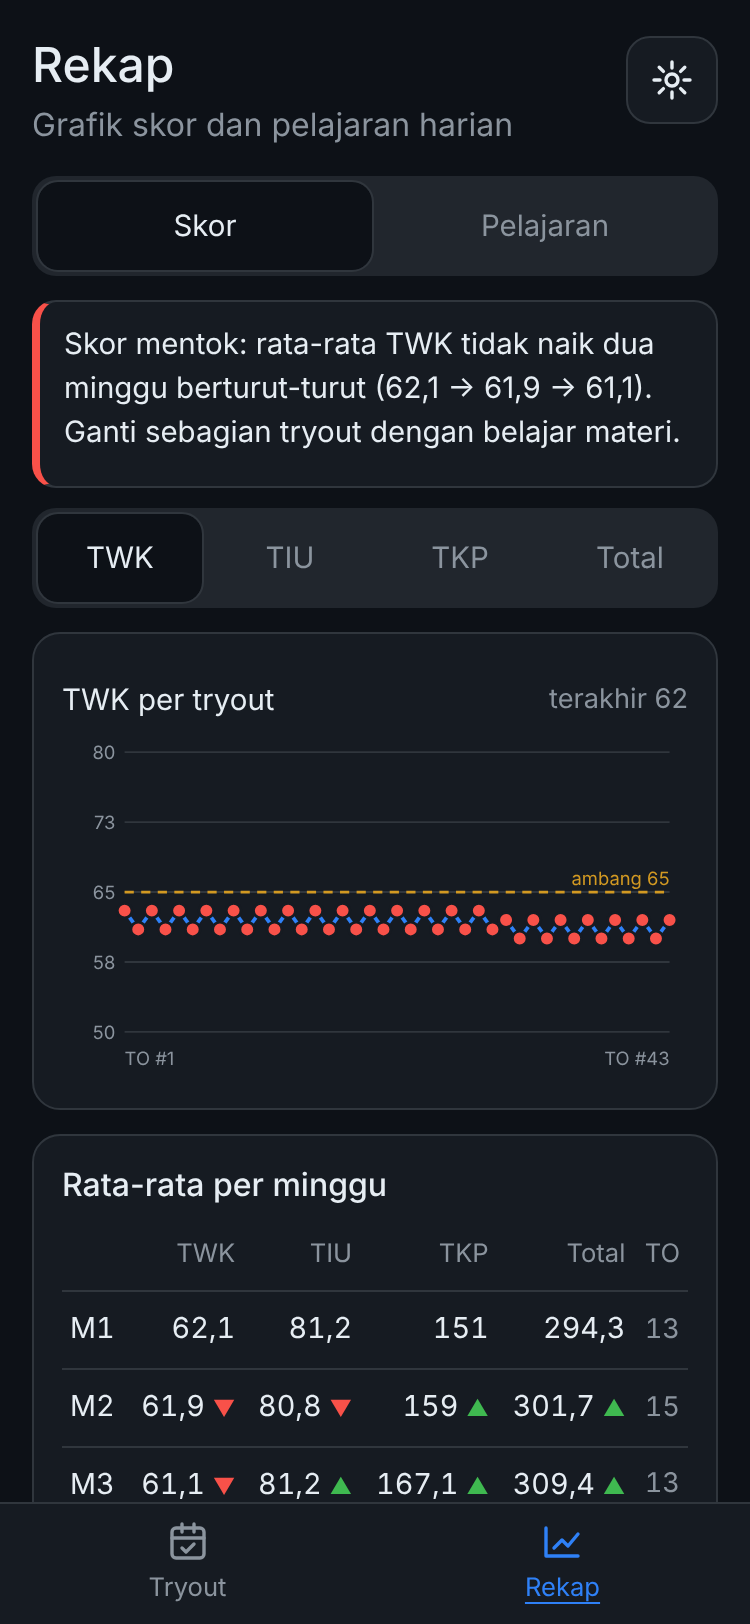 Rekap
Grafik skor dan pelajaran harian
Skor Pelajaran
Skor mentok: rata-rata TWK tidak naik dua
minggu berturut-turut (62,1 → 61,9 → 61,1).
Ganti sebagian tryout dengan belajar materi.
TWK TIU TKP Total
TWK per tryout terakhir 62
80
73
ambang 65
65
58
50
TO #1 TO #43
Rata-rata per minggu
TWK TIU TKP Total TO
M1 62,1 81,2 151 294,3 13
M2 61,9 ▼ 80,8 ▼ 159 ▲ 301,7 ▲ 15
M3 61,1 ▼ 81,2 ▲ 167,1 ▲ 309,4 ▲ 13
Tryout Rekap